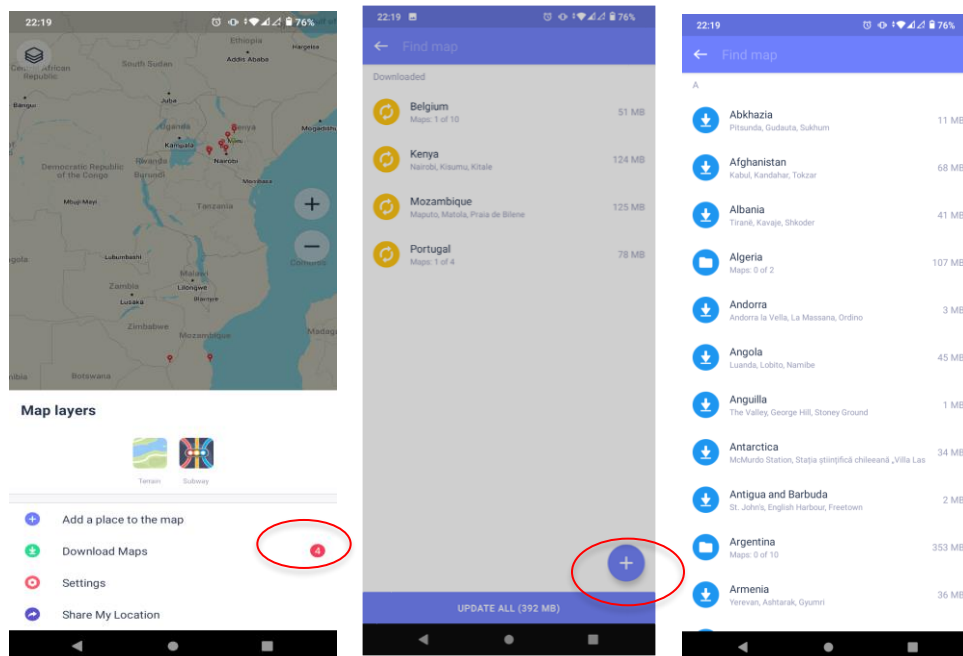 22:19
76%
Ethiopia
Hargeisa
Addis Ababa
South Sudan
Republic
Bangui
Juba
Uganda
Kenya
Mogadishu
Kampala
Nairobi
Democratic Republic
of the Congo
Rwanda
Burundi
Mombasa
Mbuji-Mayi
Tanzania
Lubumbashi
Comoros
Malawi
Zambia
Lilongwe
Lusaka
Blantyre
Zimbabwe
Mozambique
Botswana
Map layers
Terrain
Subway
Add a place to the map
Download Maps
4
Settings
Share My Location
22:19
76%
Find map
Downloaded
Belgium
51 MB
Maps: 1 of 10
Kenya
124 MB
Nairobi, Kisumu, Kitale
Mozambique
125 MB
Maputo, Matola, Praia de Bilene
Portugal
78 MB
Maps: 1 of 4
UPDATE ALL (392 MB)
22:19
76%
Find map
A
Abkhazia
11 MB
Pitsunda, Gudauta, Sukhum
Afghanistan
68 MB
Kabul, Kandahar, Tokzar
Albania
41 MB
Tiranë, Kavaje, Shkoder
Algeria
107 MB
Maps: 0 of 2
Andorra
3 MB
Andorra la Vella, La Massana, Ordino
Angola
45 MB
Luanda, Lobito, Namibe
Anguilla
1 MB
The Valley, George Hill, Stoney Ground
Antarctica
34 MB
McMurdo Station, Stația științifică chileeană „Villa Las
Antigua and Barbuda
2 MB
St. John's, English Harbour, Freetown
Argentina
353 MB
Maps: 0 of 10
Armenia
36 MB
Yerevan, Ashtarak, Gyumri